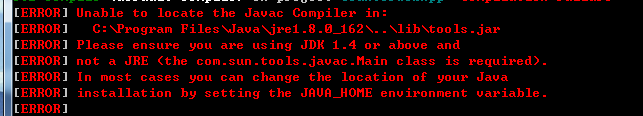 [ERROR] Unable to locate the Javac Compiler in:
[ERROR]   C:\Program Files\Java\jre1.8.0_162\..\lib\tools.jar
[ERROR] Please ensure you are using JDK 1.4 or above and
[ERROR] not a JRE (the com.sun.tools.javac.Main class is required).
[ERROR] In most cases you can change the location of your Java
[ERROR] installation by setting the JAVA_HOME environment variable.
[ERROR]